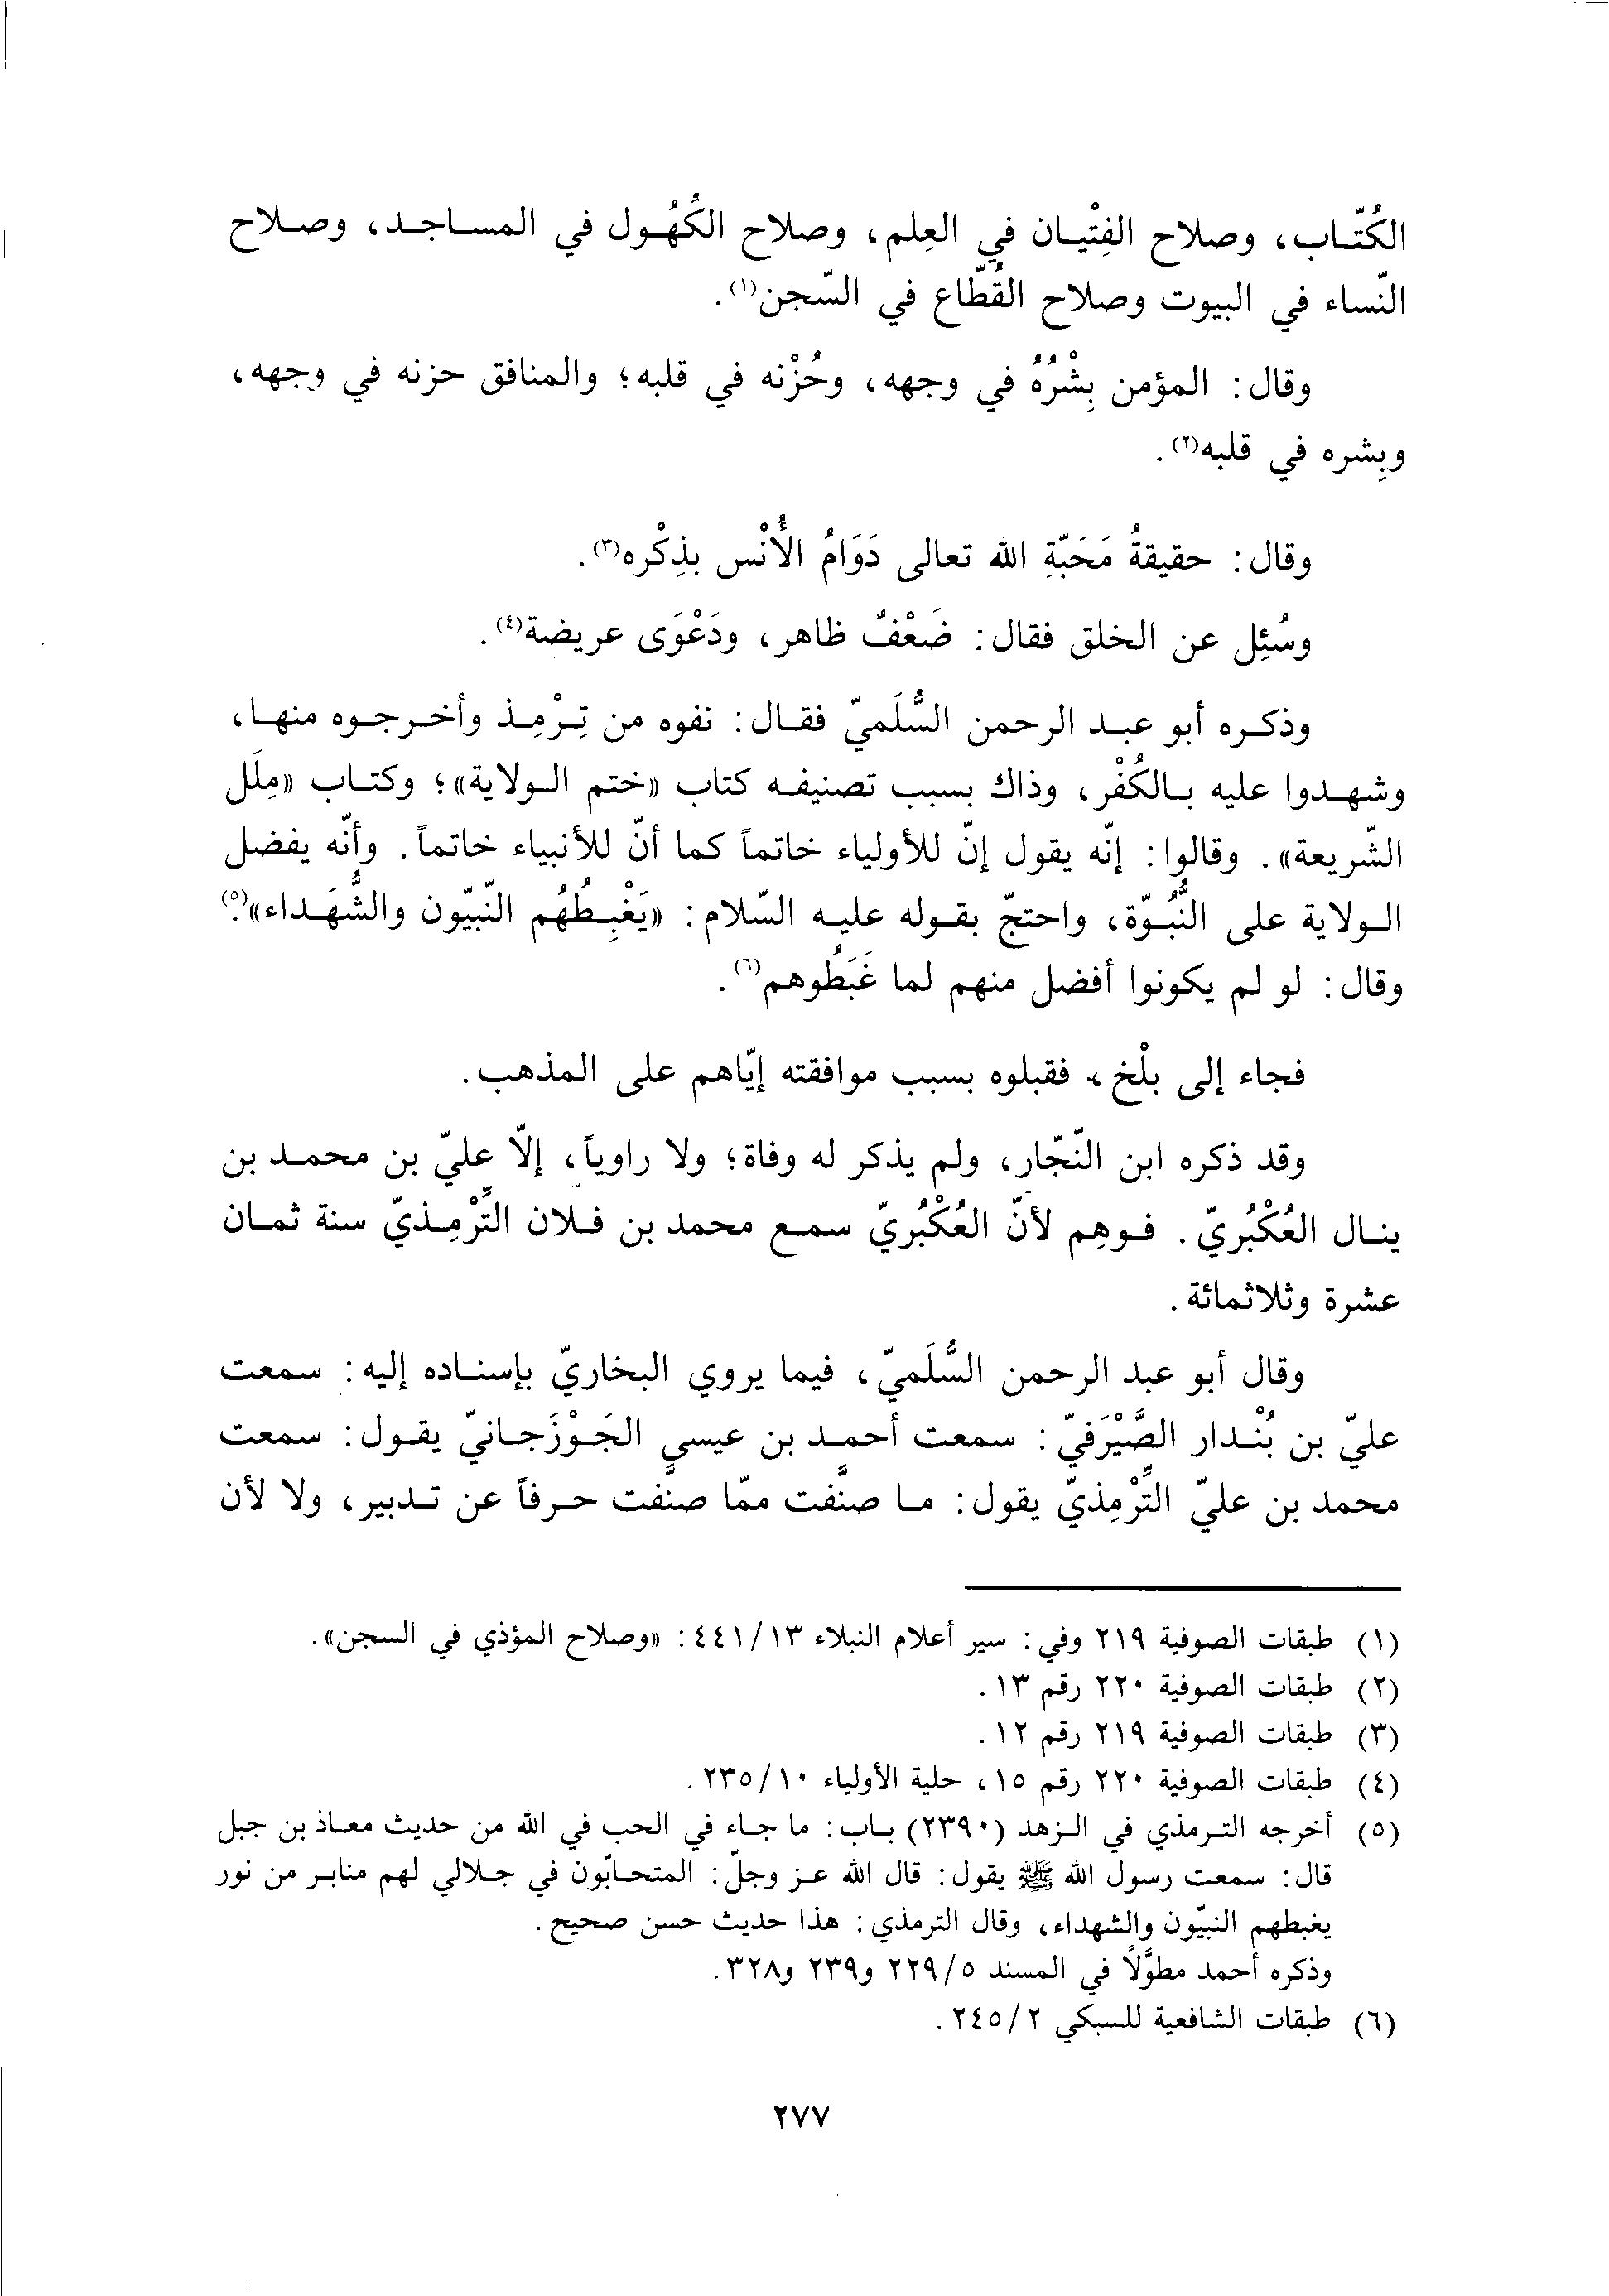 الكُتّاب، وصلاح الفِتْيان في العِلم، وصلاح الكُهُول في المساجد، وصلاح
النّساء في البيوت وصلاح القُطّاع في السّجن(١).
وقال: المؤمن بِشْرُهُ في وجهه، وحُزْنه في قلبه؛ والمنافق حزنه في وجهه،
وبِشره في قلبه(٢).
وقال: حقيقةُ مَحَبّةِ الله تعالى دَوَامُ الأُنْس بذِكْره(٣).
وسُئِل عن الخلق فقال: ضَعْفٌ ظاهر، ودَعْوَى عريضة(٤).
وذكره أبو عبد الرحمن السُّلَميّ فقال: نفوه من تِرْمِذ وأخرجوه منها،
وشهدوا عليه بالكُفْر، وذاك بسبب تصنيفه كتاب «ختم الولاية»؛ وكتاب «مِلَل
الشّريعة». وقالوا: إنّه يقول إنّ للأولياء خاتماً كما أنّ للأنبياء خاتماً. وأنّه يفضل
الولاية على النُّبُوّة، واحتجّ بقوله عليه السّلام: «يَغْبِطُهُم النّبيّون والشُّهَداء»(٥).
وقال: لو لم يكونوا أفضل منهم لما غَبَطُوهم(٦).
فجاء إلى بلْخ، فقبلوه بسبب موافقته إيّاهم على المذهب.
وقد ذكره ابن النّجّار، ولم يذكر له وفاة؛ ولا راوياً، إلّا عليّ بن محمد بن
ينال العُكْبُريّ. فوهِم لأنّ العُكْبُريّ سمع محمد بن فلان التِّرْمِذيّ سنة ثمان
عشرة وثلاثمائة.
وقال أبو عبد الرحمن السُّلَميّ، فيما يروي البخاريّ بإسناده إليه: سمعت
عليّ بن بُنْدار الصَّيْرَفيّ: سمعت أحمد بن عيسى الجَوْزَجانيّ يقول: سمعت
محمد بن عليّ التِّرْمِذيّ يقول: ما صنَّفت ممّا صنَّفت حرفاً عن تدبير، ولا لأن
(١) طبقات الصوفية ٢١٩ وفي: سير أعلام النبلاء ٤٤١/١٣: «وصلاح المؤذي في السجن».
(٢) طبقات الصوفية ٢٢٠ رقم ١٣.
(٣) طبقات الصوفية ٢١٩ رقم ١٢.
(٤) طبقات الصوفية ٢٢٠ رقم ١٥، حلية الأولياء ٢٣٥/١٠.
(٥) أخرجه الترمذي في الزهد (٢٣٩٠) باب: ما جاء في الحب في الله من حديث معاذ بن جبل
قال: سمعت رسول الله ﷺ يقول: قال الله عز وجلّ: المتحابّون في جلالي لهم منابر من نور
يغبطهم النبيّون والشهداء، وقال الترمذي: هذا حديث حسن صحيح.
وذكره أحمد مطوَّلاً في المسند ٢٢٩/٥ و٢٣٩ و٣٢٨.
(٦) طبقات الشافعية للسبكي ٢٤٥/٢.
٢٧٧